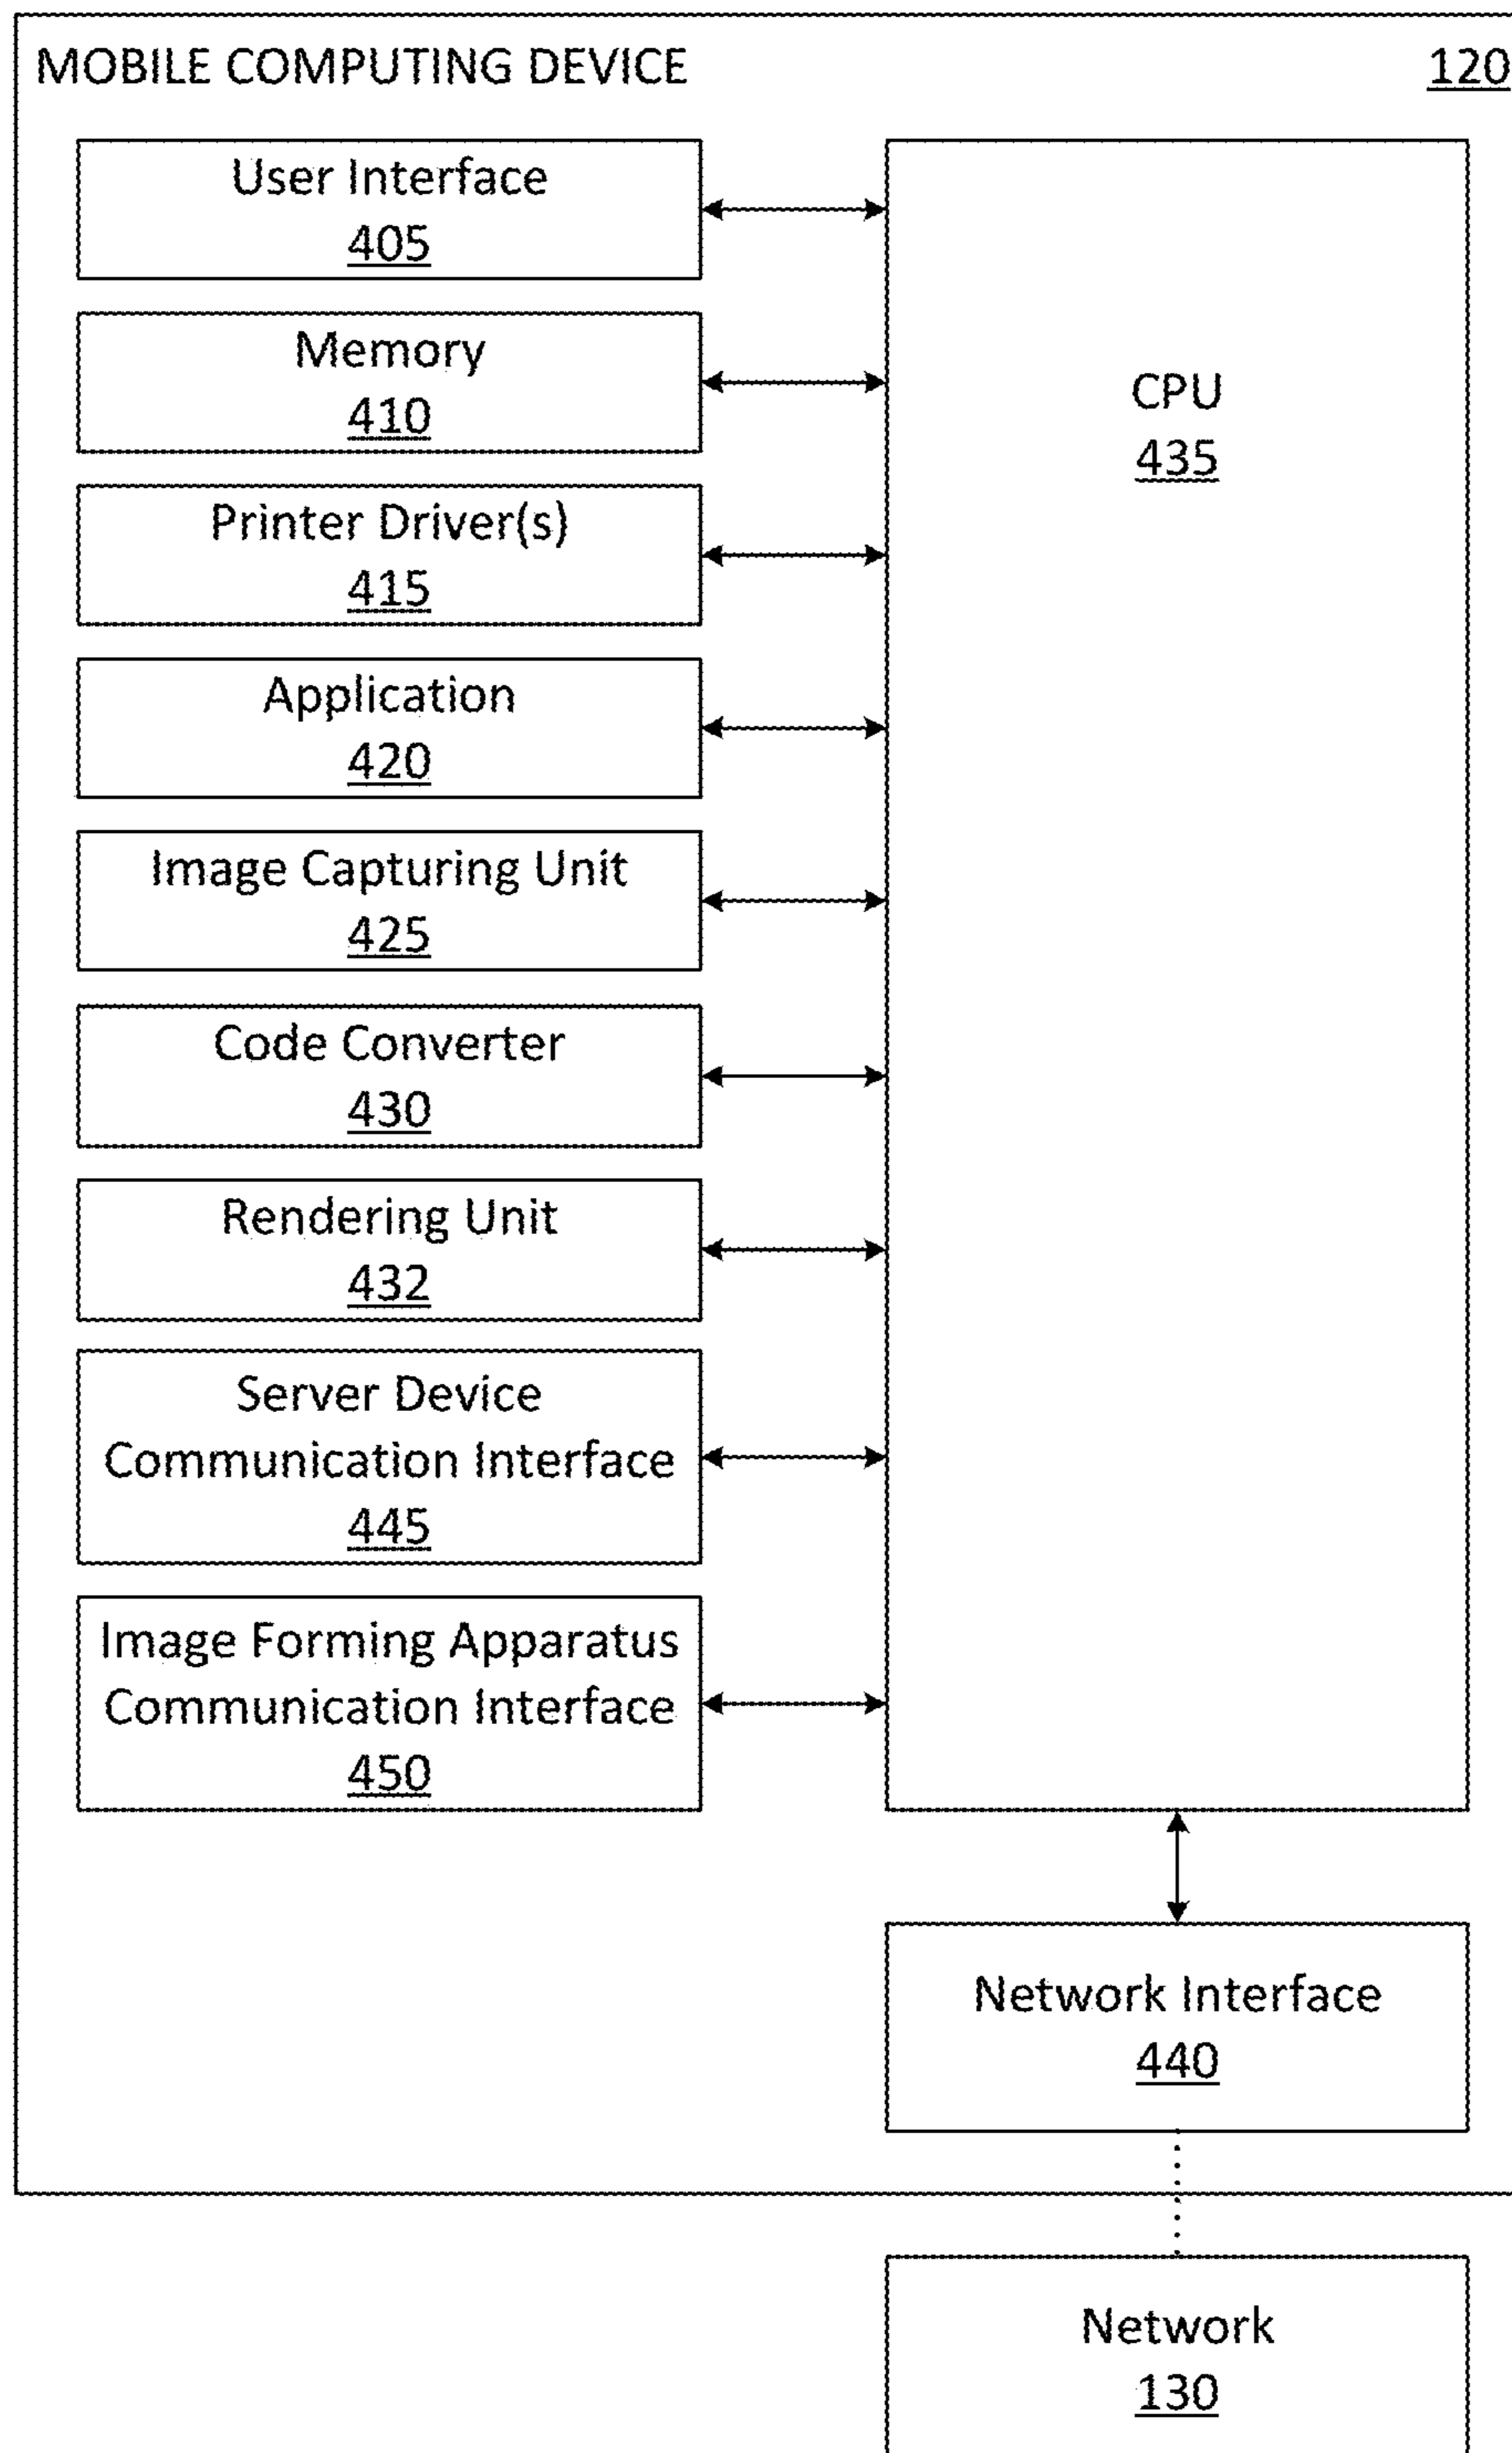 MOBILE COMPUTING DEVICE 120
User Interface
405
Memory
410
Printer Driver(s)
415
Application
420
Image Capturing Unit
425
Code Converter
430
Rendering Unit
432
Server Device
Communication Interface
445
Image Forming Apparatus
Communication Interface
450
CPU
435
Network Interface
440
Network
130